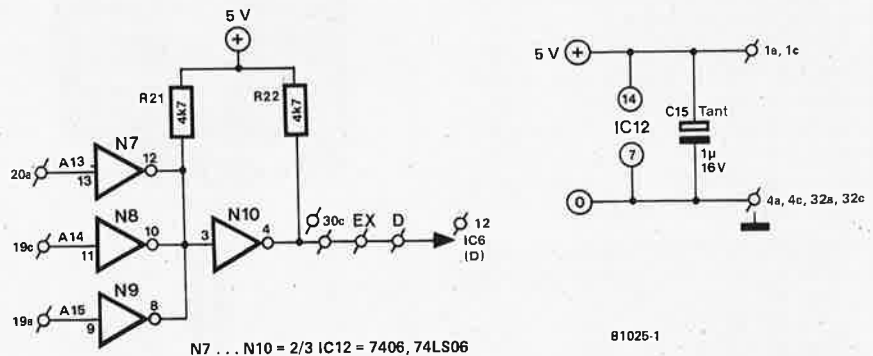 5 V
+
R21
4k7
R22
4k7
N7
20a
A13
13
12
N8
19c
A14
11
10
N9
19a
A15
9
8
N10
3
4
30c
EX
D
12
IC6
(D)
N7 . . . N10 = 2/3 IC12 = 7406, 74LS06
5 V
+
1a, 1c
14
IC12
7
C15
Tant
1µ
16V
0
4a, 4c, 32a, 32c
81025-1